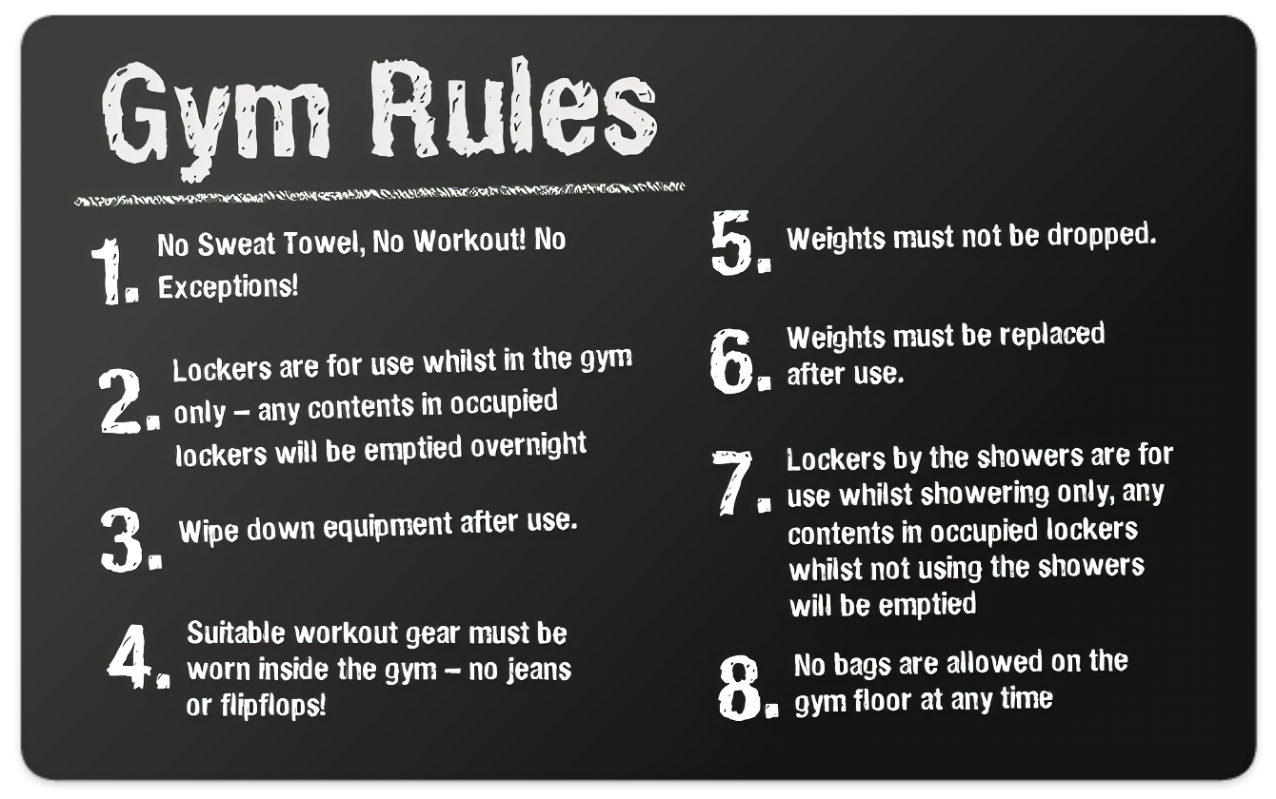 Gym Rules
1. No Sweat Towel, No Workout! No
Exceptions!
2. Lockers are for use whilst in the gym
only – any contents in occupied
lockers will be emptied overnight
3. Wipe down equipment after use.
4. Suitable workout gear must be
worn inside the gym – no jeans
or flipflops!
5. Weights must not be dropped.
6. Weights must be replaced
after use.
7. Lockers by the showers are for
use whilst showering only, any
contents in occupied lockers
whilst not using the showers
will be emptied
8. No bags are allowed on the
gym floor at any time